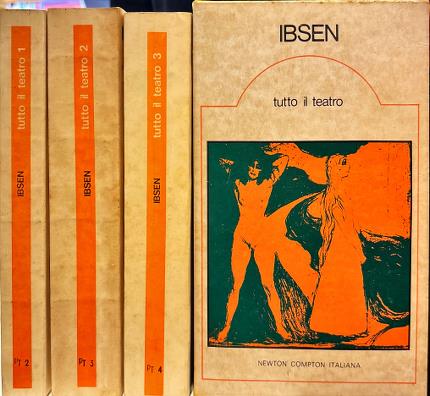 tutto il teatro 1
IBSEN
PT 2
tutto il teatro 2
IBSEN
PT 3
tutto il teatro 3
IBSEN
PT 4
IBSEN
tutto il teatro
NEWTON COMPTON ITALIANA